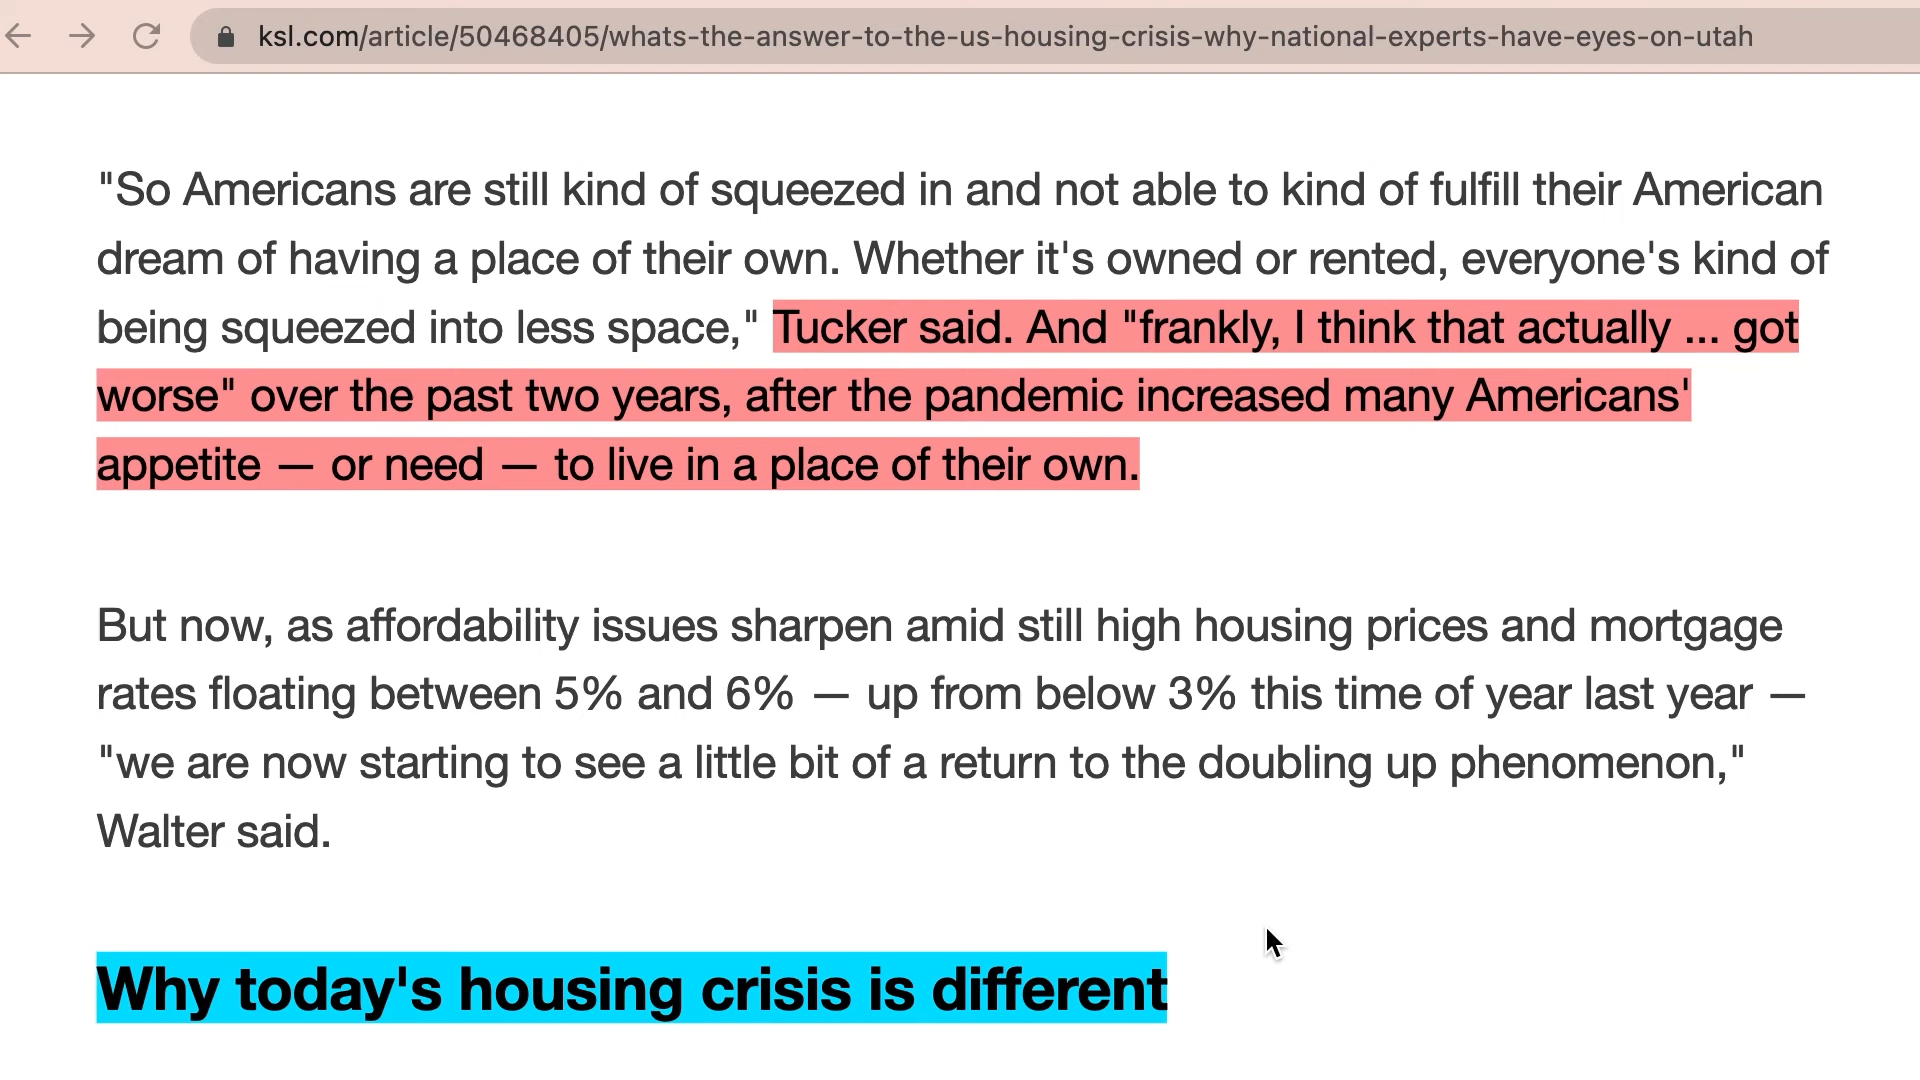 ksl.com/article/50468405/whats-the-answer-to-the-us-housing-crisis-why-national-experts-have-eyes-on-utah
"So Americans are still kind of squeezed in and not able to kind of fulfill their American
dream of having a place of their own. Whether it's owned or rented, everyone's kind of
being squeezed into less space," Tucker said. And "frankly, I think that actually ... got
worse" over the past two years, after the pandemic increased many Americans'
appetite — or need — to live in a place of their own.
But now, as affordability issues sharpen amid still high housing prices and mortgage
rates floating between 5% and 6% — up from below 3% this time of year last year —
"we are now starting to see a little bit of a return to the doubling up phenomenon,"
Walter said.
Why today's housing crisis is different